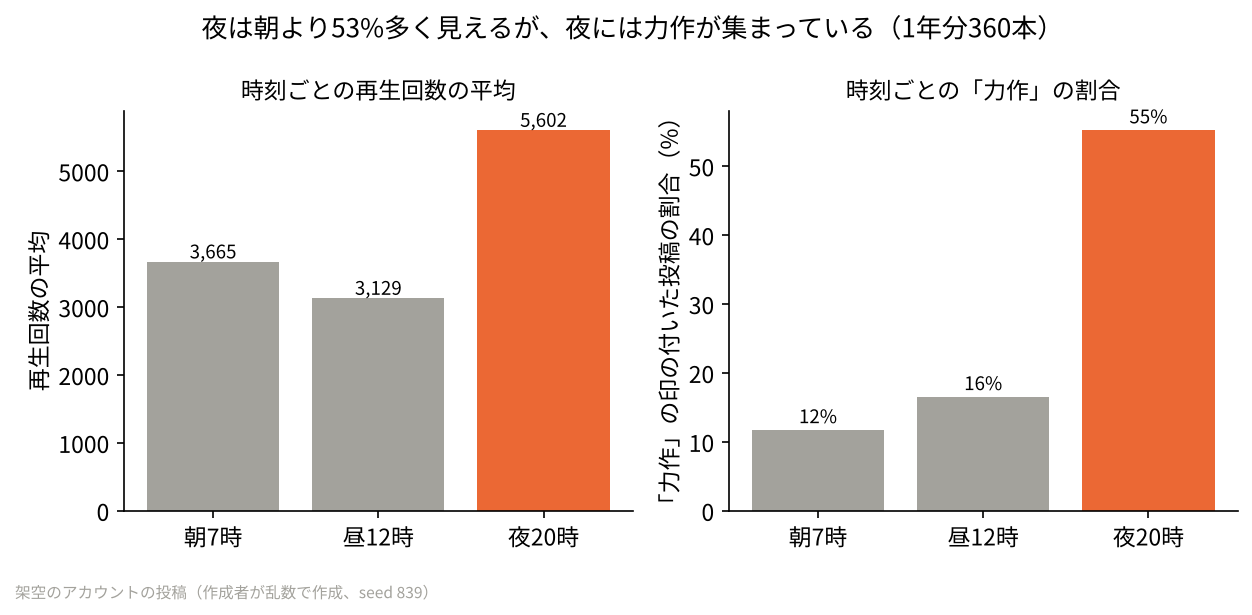 夜は朝より53%多く見えるが、夜には力作が集まっている（1年分360本）
時刻ごとの再生回数の平均
再生回数の平均
5000
4000
3000
2000
1000
0
3,665
3,129
5,602
朝7時
昼12時
夜20時
時刻ごとの「力作」の割合
「力作」の印の付いた投稿の割合（%）
50
40
30
20
10
0
12%
16%
55%
朝7時
昼12時
夜20時
架空のアカウントの投稿（作成者が乱数で作成、seed 839）